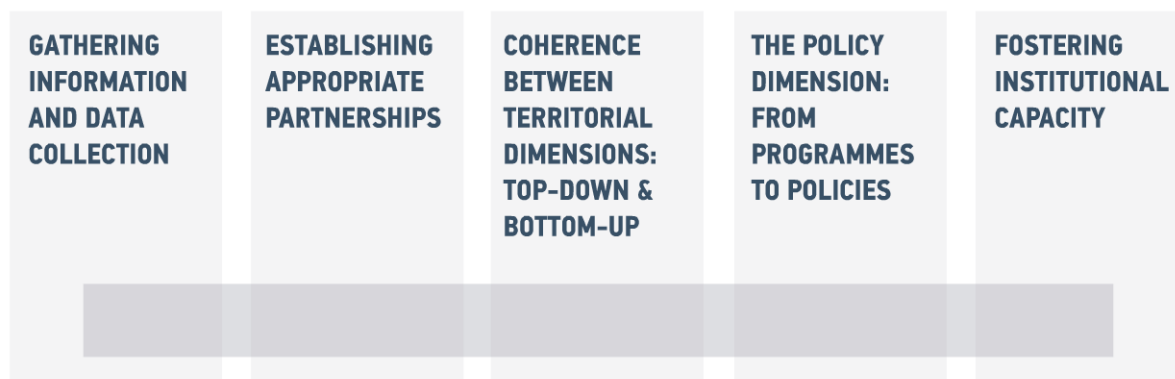 GATHERING
INFORMATION
AND DATA
COLLECTION
ESTABLISHING
APPROPRIATE
PARTNERSHIPS
COHERENCE
BETWEEN
TERRITORIAL
DIMENSIONS:
TOP-DOWN &
BOTTOM-UP
THE POLICY
DIMENSION:
FROM
PROGRAMMES
TO POLICIES
FOSTERING
INSTITUTIONAL
CAPACITY